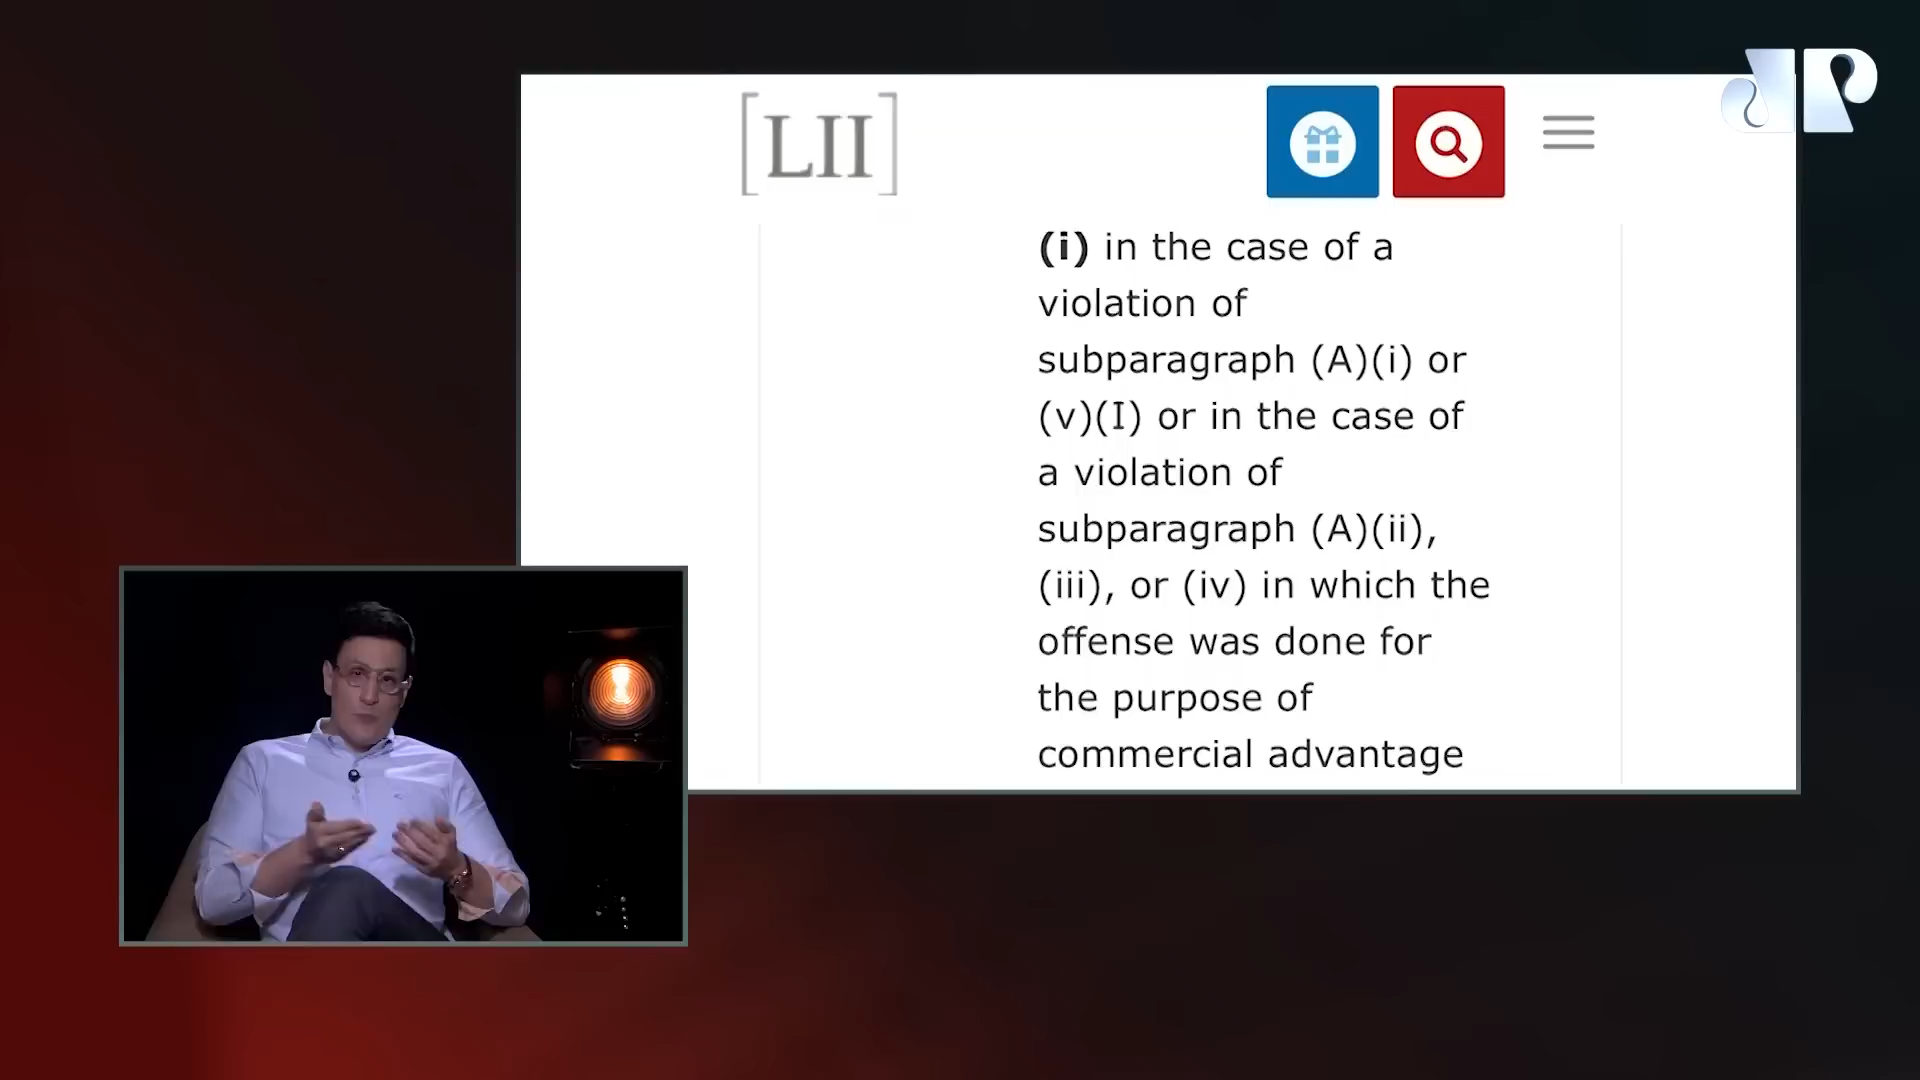 [LII]
JP
(i) in the case of a
violation of
subparagraph (A)(i) or
(v)(I) or in the case of
a violation of
subparagraph (A)(ii),
(iii), or (iv) in which the
offense was done for
the purpose of
commercial advantage